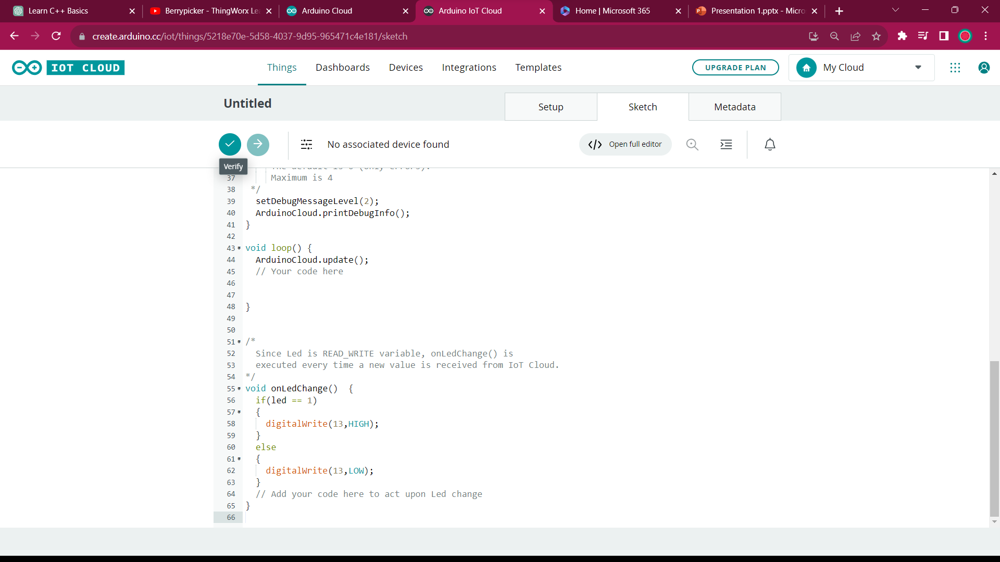 Learn C++ Basics
Berrypicker - ThingWorx Le
Arduino Cloud
Arduino IoT Cloud
Home | Microsoft 365
Presentation 1.pptx - Micro
create.arduino.cc/iot/things/5218e70e-5d58-4037-9d95-965471c4e181/sketch
IOT CLOUD
Things
Dashboards
Devices
Integrations
Templates
UPGRADE PLAN
My Cloud
Untitled
Setup
Sketch
Metadata
No associated device found
</> Open full editor
Verify
The default is 0 (only errors).
37 Maximum is 4
38 */
39 setDebugMessageLevel(2);
40 ArduinoCloud.printDebugInfo();
41 }
42
43 void loop() {
44 ArduinoCloud.update();
45 // Your code here
46
47
48 }
49
50
51 /*
52 Since Led is READ_WRITE variable, onLedChange() is
53 executed every time a new value is received from IoT Cloud.
54 */
55 void onLedChange()  {
56 if(led == 1)
57 {
58 digitalWrite(13,HIGH);
59 }
60 else
61 {
62 digitalWrite(13,LOW);
63 }
64 // Add your code here to act upon Led change
65 }
66